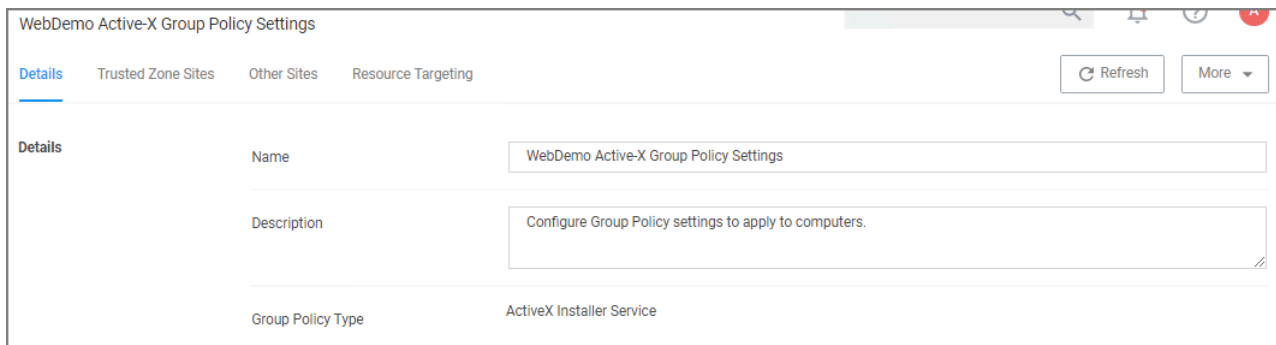 WebDemo Active-X Group Policy Settings
A
Details Trusted Zone Sites Other Sites Resource Targeting Refresh More
Details
Name WebDemo Active-X Group Policy Settings
Description Configure Group Policy settings to apply to computers.
Group Policy Type ActiveX Installer Service